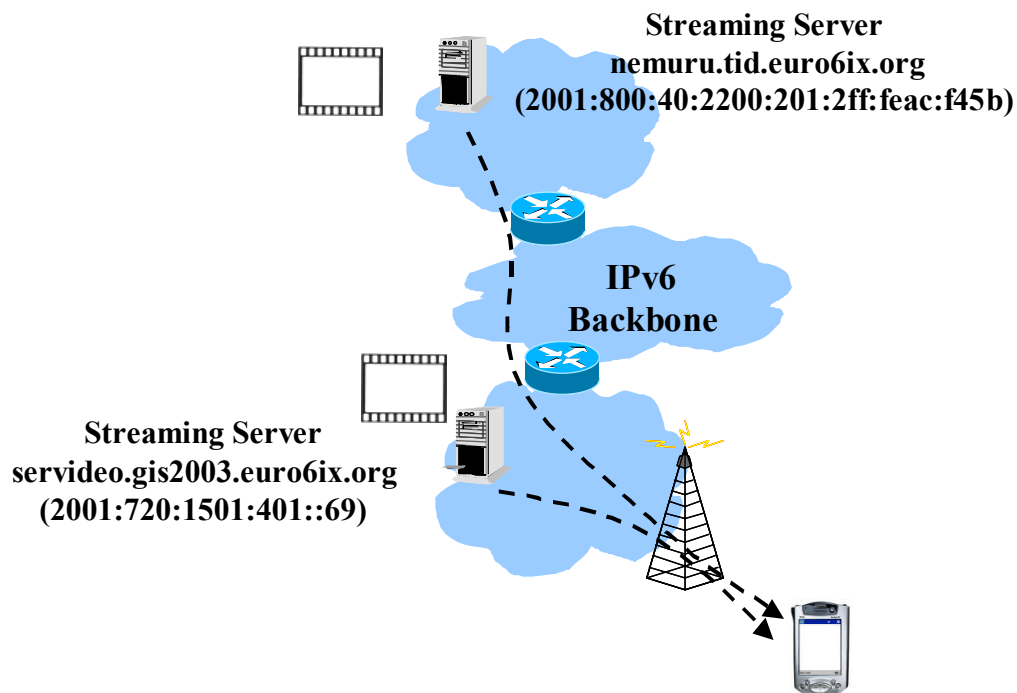 Streaming Server
nemuru.tid.euro6ix.org
(2001:800:40:2200:201:2ff:feac:f45b)
IPv6
Backbone
Streaming Server
servideo.gis2003.euro6ix.org
(2001:720:1501:401::69)